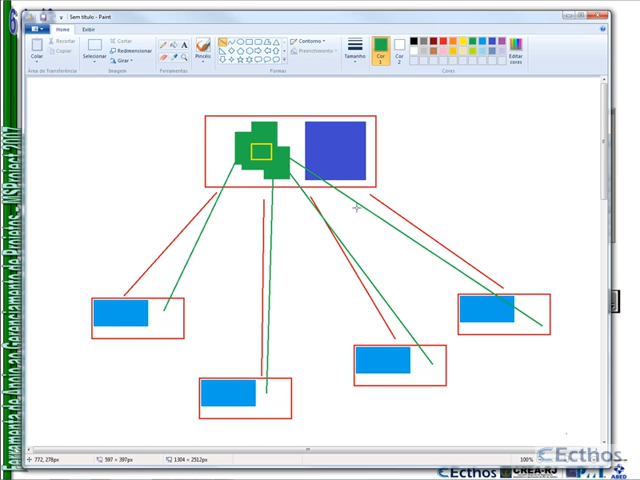 Sem título - Paint
Home
Exibir
Colar
Recortar
Copiar
Área de Transferência
Selecionar
Cortar
Redimensionar
Girar
Imagem
Ferramentas
Pincéis
Contorno
Preenchimento
Formas
Tamanho
Cor 1
Cor 2
Editar cores
Cores
Ferramenta de Apoio ao Gerenciamento de Projetos - MSProject 2007
772, 278px
597 × 397px
1304 × 2512px
100%
Ecthos
Ecthos
CREA-RJ
ABED